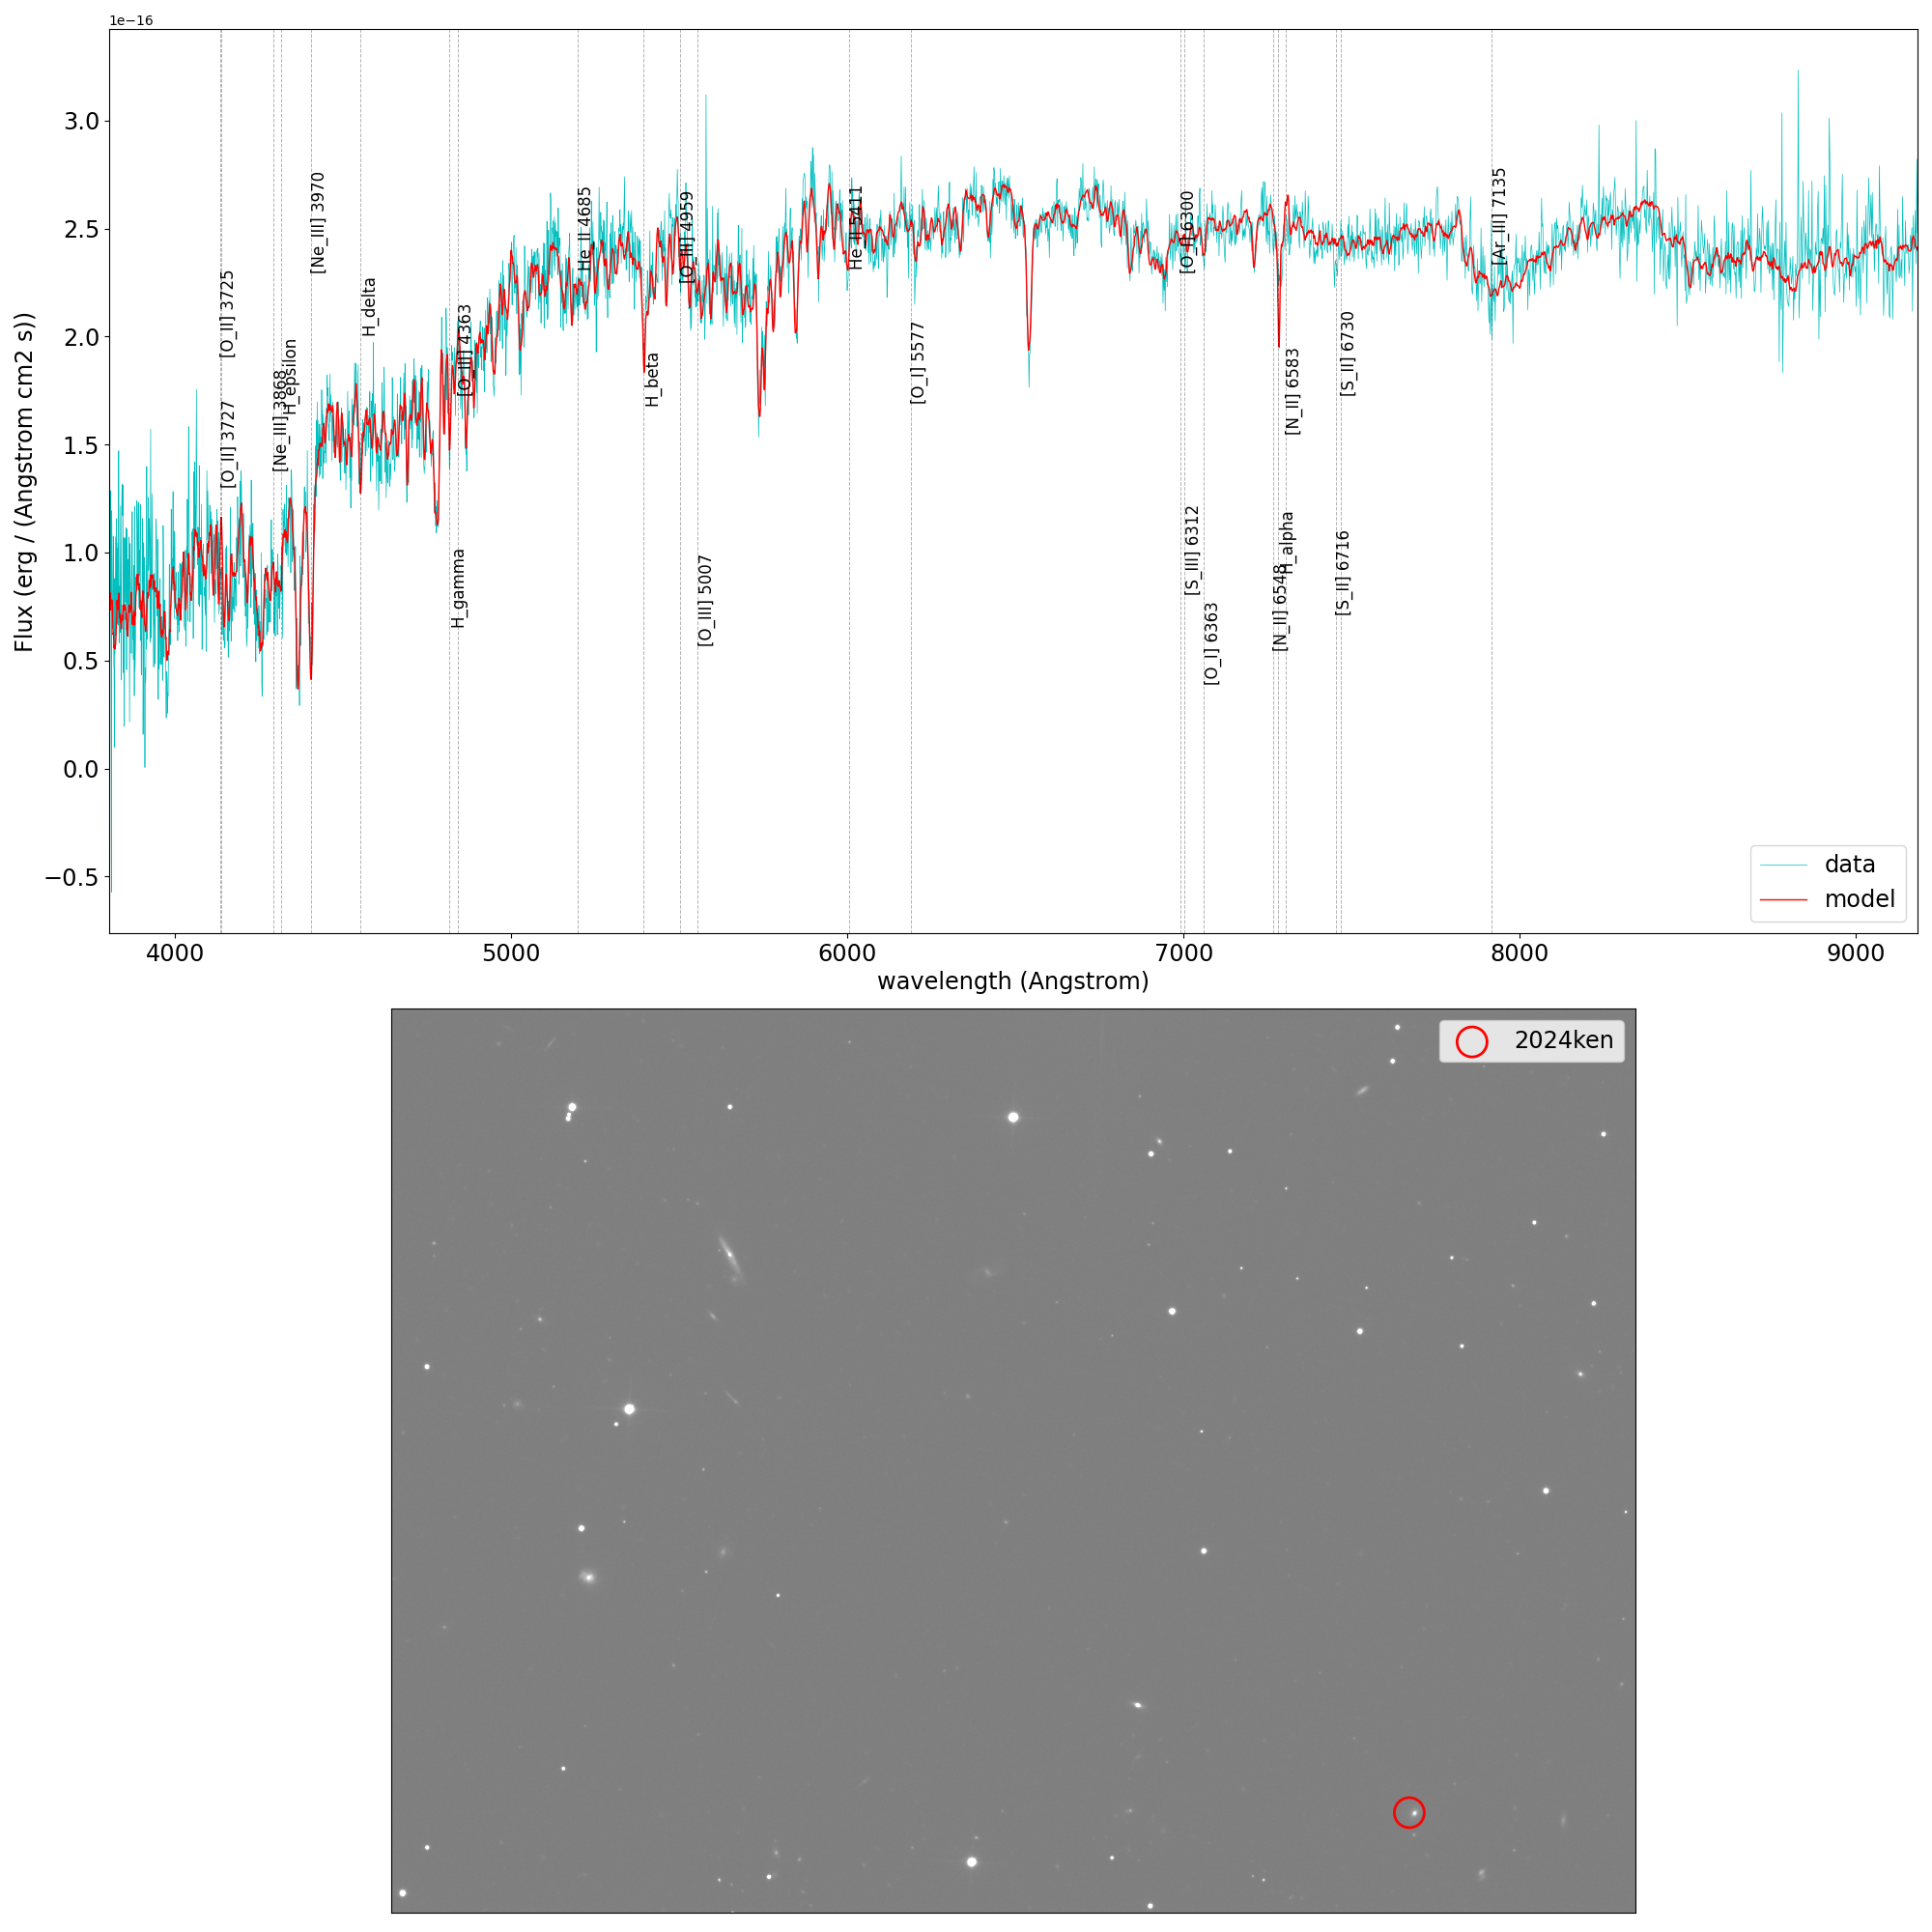 1e−16
Flux (erg / (Angstrom cm2 s))
3.0
2.5
2.0
1.5
1.0
0.5
0.0
−0.5
[O_II] 3725
[O_II] 3727
[Ne_III] 3868
H_epsilon
[Ne_III] 3970
H_delta
H_gamma
[O_III] 4363
He_II 4685
H_beta
[O_III] 4959
[O_III] 5007
He_II 5411
[O_I] 5577
[O_I] 6300
[S_III] 6312
[O_I] 6363
[N_II] 6548
H_alpha
[N_II] 6583
[S_II] 6716
[S_II] 6730
[Ar_III] 7135
data
model
4000 5000 6000 7000 8000 9000
wavelength (Angstrom)
2024ken